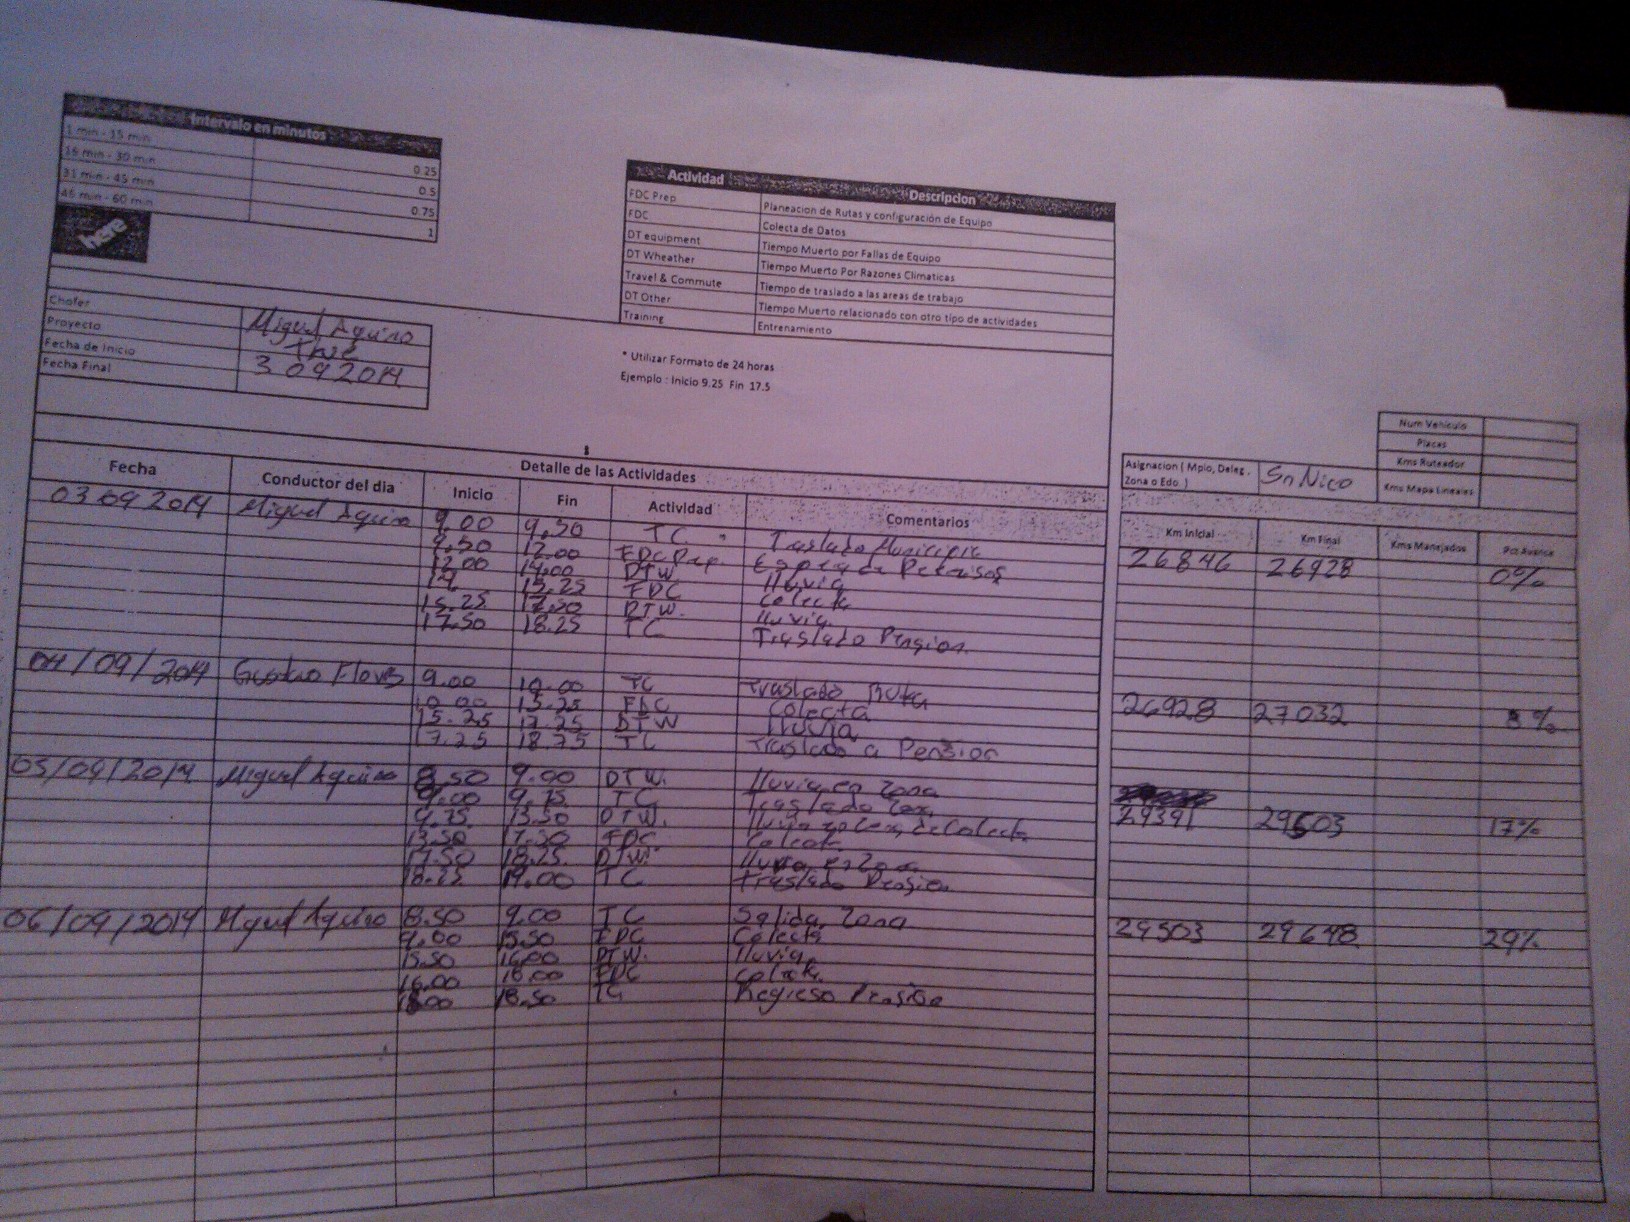 Intervalo en minutos
1 min - 15 min 0.25
16 min - 30 min 0.5
31 min - 45 min 0.75
46 min - 60 min 1
here
Actividad Descripcion
FDC Prep Planeacion de Rutas y configuración de Equipo
FDC Colecta de Datos
DT equipment Tiempo Muerto por Fallas de Equipo
DT Wheather Tiempo Muerto Por Razones Climaticas
Travel & Commute Tiempo de traslado a las areas de trabajo
DT Other Tiempo Muerto relacionado con otro tipo de actividades
Training Entrenamiento
Chofer Miguel Aquino
Proyecto
Fecha de Inicio 3 09 2014
Fecha Final
* Utilizar Formato de 24 horas
Ejemplo : Inicio 9.25 Fin 17.5
Num Vehiculo
Placas
Kms Ruteador
Kms Mapa Lineales
Asignacion ( Mpio, Deleg , Zona o Edo. ) Sn Nico
Detalle de las Actividades
Fecha Conductor del dia Inicio Fin Actividad Comentarios Km Inicial Km Final Kms Manejados Pct Avance
03 09 2014 Miguel Aquino 9.00 9.50 TC Traslado Municipio 26846 26928 0%
9.50 12.00 FDC Prep. Espera de Permisos
12.00 14.00 DTW lluvia
14 15.25 FDC Colecta
15.25 17.50 DTW. lluvia
17.50 18.25 TC Traslado Pension
04/09/2014 Gustavo Flores 9.00 10.00 TC Traslado Ruta 26928 27032 %
10.00 15.25 FDC Colecta
15.25 17.25 DTW lluvia
17.25 18.75 TC Traslado a Pension
05/09/2014 Miguel Aquino 8.50 9.00 DTW. lluvia en zona
9.00 9.75 TC Traslado Zona 29391 29503 17%
9.75 13.50 DTW. lluvia zona de Colecta
13.50 17.50 FDC Colecta
17.50 18.25 DTW. lluvia en Zona
18.25 19.00 TC Traslado Pension
06/09/2014 Miguel Aquino 8.50 9.00 TC Salida Zona 29503 29648 29%
9.00 15.50 FDC Colecta
15.50 16.00 DTW. lluvia
16.00 18.00 FDC Colecta
18.00 18.50 TC Regreso Pension